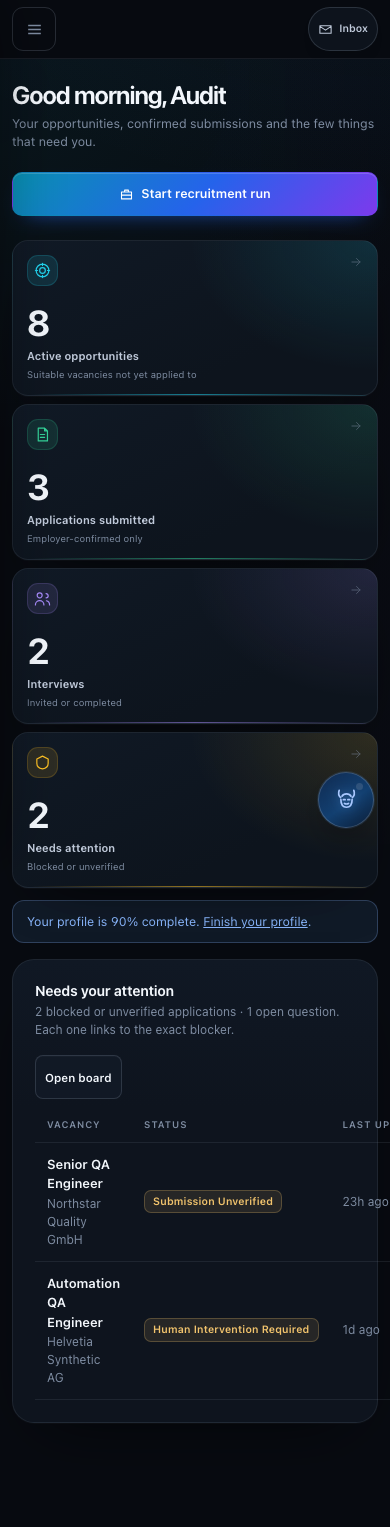 Inbox
Good morning, Audit
Your opportunities, confirmed submissions and the few things
that need you.
Start recruitment run
8
Active opportunities
Suitable vacancies not yet applied to
3
Applications submitted
Employer-confirmed only
2
Interviews
Invited or completed
2
Needs attention
Blocked or unverified
Your profile is 90% complete. Finish your profile.
Needs your attention
2 blocked or unverified applications · 1 open question.
Each one links to the exact blocker.
Open board
VACANCY STATUS LAST UP
Senior QA
Engineer
Northstar
Quality
GmbH
Submission Unverified
23h ago
Automation
QA
Engineer
Helvetia
Synthetic
AG
Human Intervention Required
1d ago